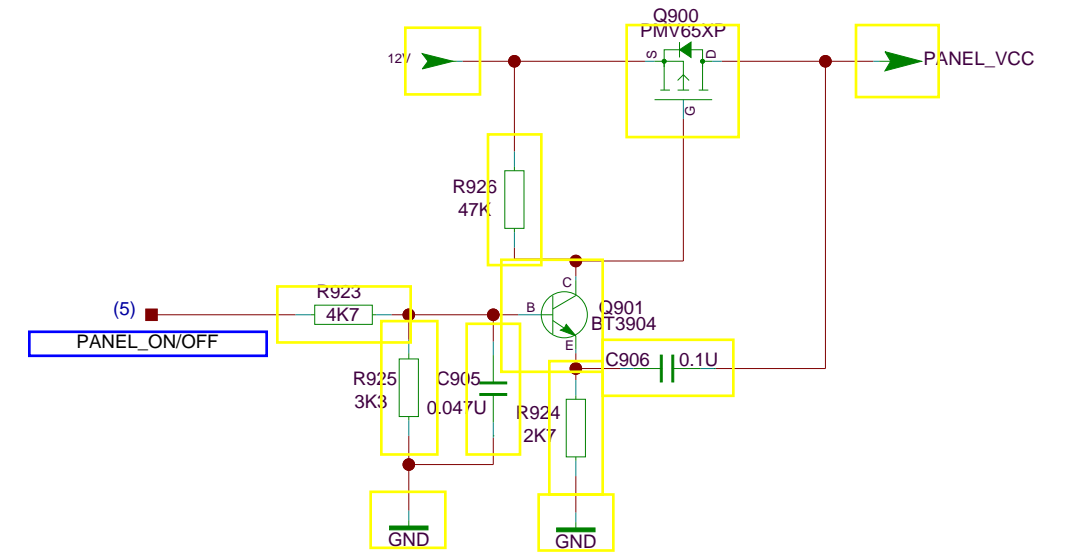 Q900
PMV65XP
12V
S
D
G
PANEL_VCC
R926
47K
R923
4K7
(5)
PANEL_ON/OFF
C
B
E
Q901
BT3904
R925
3K3
C905
0.047U
C906
0.1U
R924
2K7
GND
GND